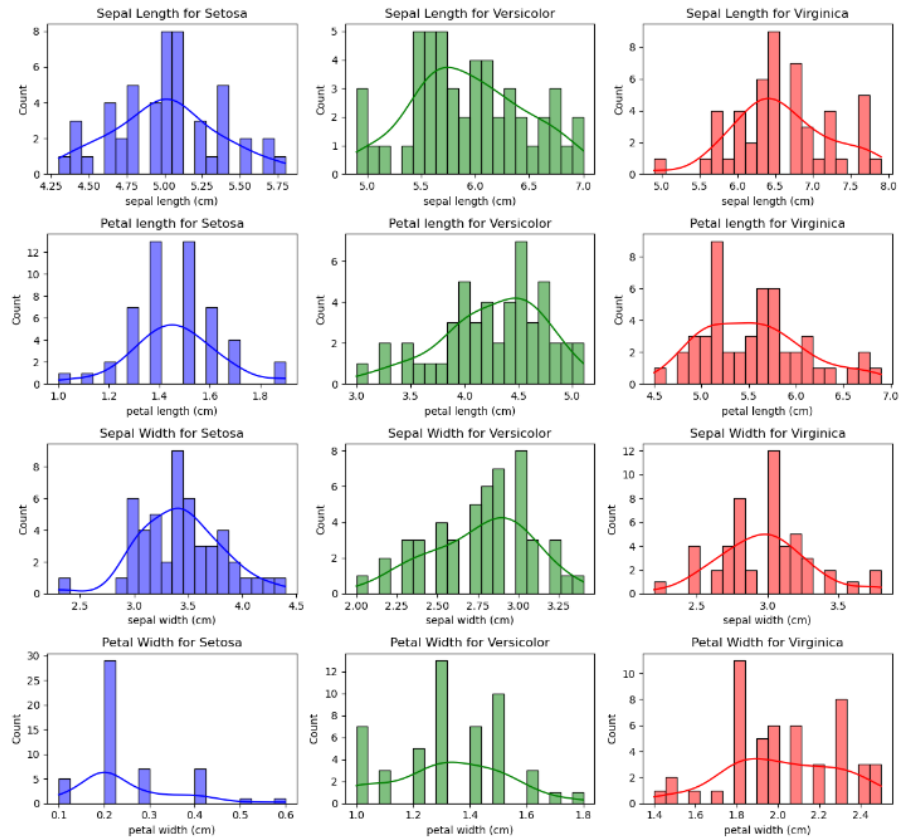 Sepal Length for Setosa
Sepal Length for Versicolor
Sepal Length for Virginica
Count
8
6
4
2
0
4.25 4.50 4.75 5.00 5.25 5.50 5.75
sepal length (cm)
Count
5
4
3
2
1
0
5.0 5.5 6.0 6.5 7.0
sepal length (cm)
Count
8
6
4
2
0
5.0 5.5 6.0 6.5 7.0 7.5 8.0
sepal length (cm)
Petal length for Setosa
Petal length for Versicolor
Petal length for Virginica
Count
12
10
8
6
4
2
0
1.0 1.2 1.4 1.6 1.8
petal length (cm)
Count
6
4
2
0
3.0 3.5 4.0 4.5 5.0
petal length (cm)
Count
8
6
4
2
0
4.5 5.0 5.5 6.0 6.5 7.0
petal length (cm)
Sepal Width for Setosa
Sepal Width for Versicolor
Sepal Width for Virginica
Count
8
6
4
2
0
2.5 3.0 3.5 4.0 4.5
sepal width (cm)
Count
8
6
4
2
0
2.00 2.25 2.50 2.75 3.00 3.25
sepal width (cm)
Count
12
10
8
6
4
2
0
2.5 3.0 3.5
sepal width (cm)
Petal Width for Setosa
Petal Width for Versicolor
Petal Width for Virginica
Count
30
25
20
15
10
5
0
0.1 0.2 0.3 0.4 0.5 0.6
petal width (cm)
Count
12
10
8
6
4
2
0
1.0 1.2 1.4 1.6 1.8
petal width (cm)
Count
10
8
6
4
2
0
1.4 1.6 1.8 2.0 2.2 2.4
petal width (cm)